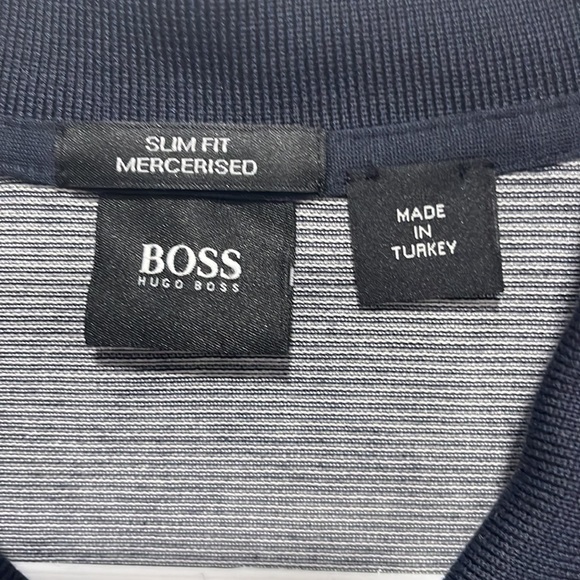 SLIM FIT
MERCERISED
BOSS
HUGO BOSS
MADE
IN
TURKEY